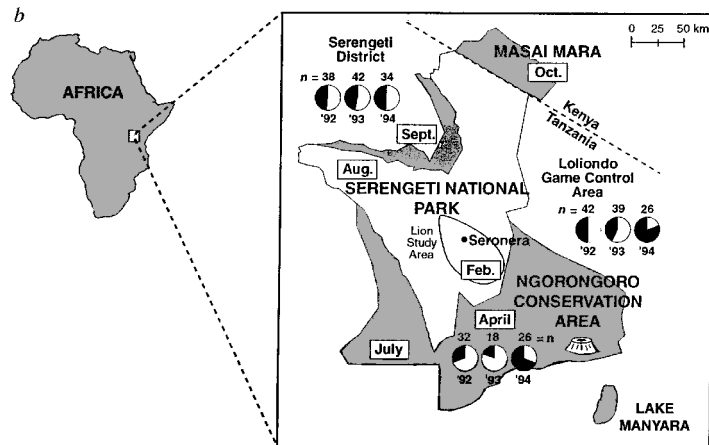 b
AFRICA
0 25 50 km
MASAI MARA
Oct.
Serengeti
District
n = 38 42 34
'92 '93 '94
Sept.
Kenya
Tanzania
Aug.
Loliondo
Game Control
Area
n = 42 39 26
'92 '93 '94
SERENGETI NATIONAL
PARK
Lion
Study
Area
Seronera
Feb.
NGORONGORO
CONSERVATION
AREA
April
32 18 26 = n
'92 '93 '94
July
LAKE
MANYARA